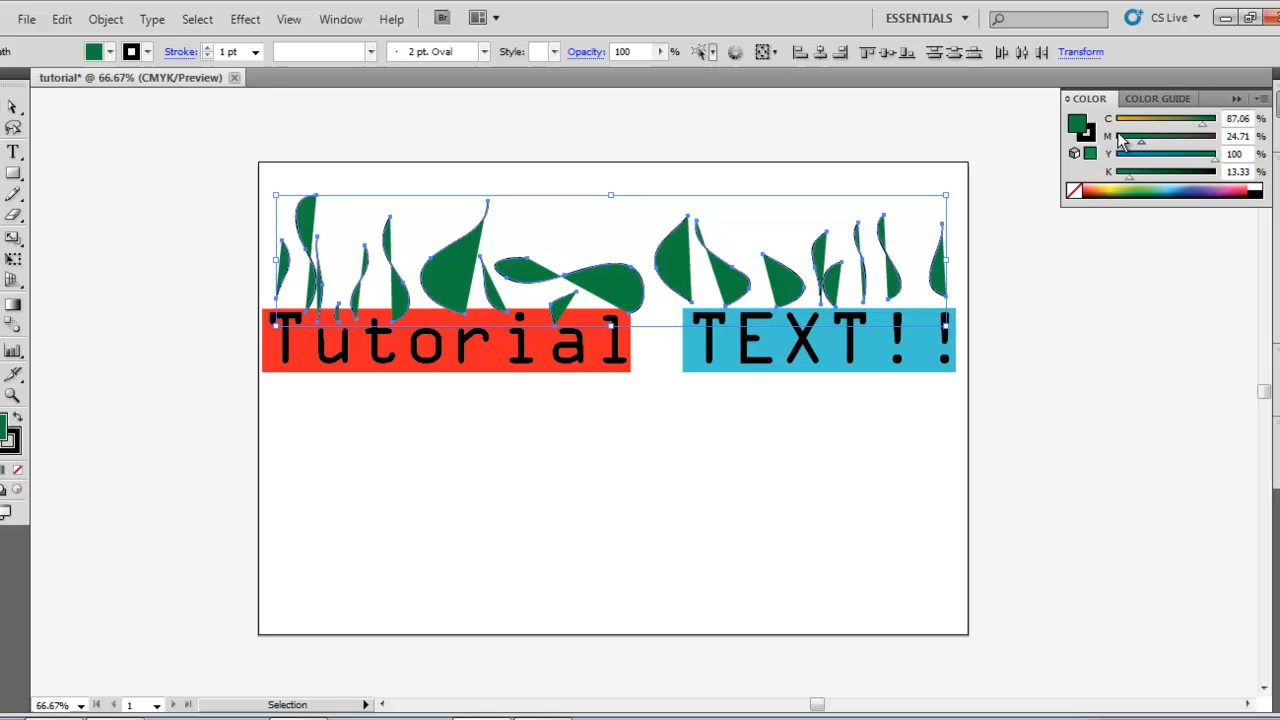 File Edit Object Type Select Effect View Window Help Br ESSENTIALS CS Live
ath Stroke: 1 pt 2 pt. Oval Style: Opacity: 100 % Transform
tutorial* @ 66.67% (CMYK/Preview)
COLOR COLOR GUIDE
C 87.06 %
M 24.71 %
Y 100 %
K 13.33 %
Tutorial TEXT!!
66.67% 1 Selection